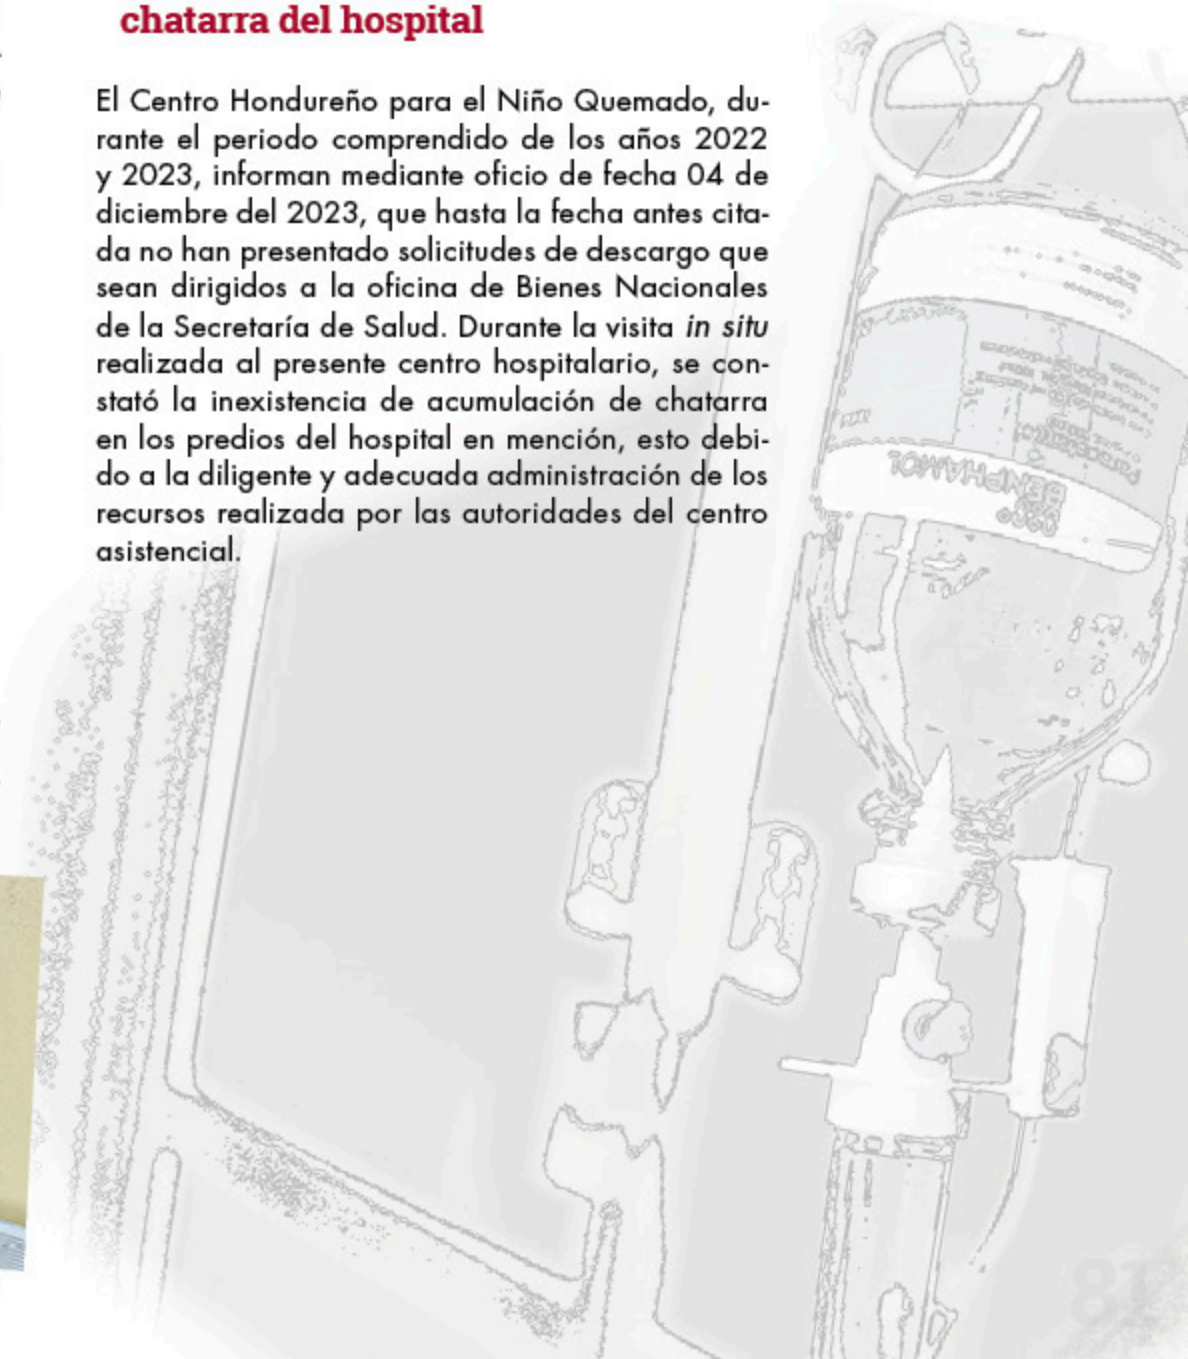 chatarra del hospital
El Centro Hondureño para el Niño Quemado, du-
rante el periodo comprendido de los años 2022
y 2023, informan mediante oficio de fecha 04 de
diciembre del 2023, que hasta la fecha antes cita-
da no han presentado solicitudes de descargo que
sean dirigidos a la oficina de Bienes Nacionales
de la Secretaría de Salud. Durante la visita in situ
realizada al presente centro hospitalario, se con-
stató la inexistencia de acumulación de chatarra
en los predios del hospital en mención, esto debi-
do a la diligente y adecuada administración de los
recursos realizada por las autoridades del centro
asistencial.
81